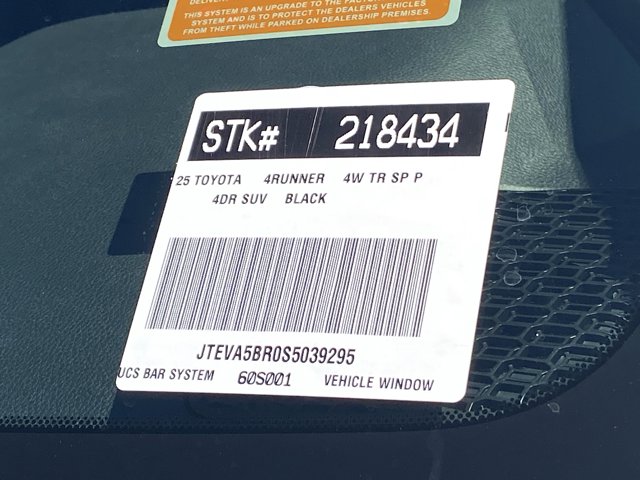 THIS SYSTEM IS AN UPGRADE TO THE
SYSTEM AND IS TO PROTECT THE DEALERS VEHICLES
FROM THEFT WHILE PARKED ON DEALERSHIP PREMISES.
STK# 218434
25 TOYOTA 4RUNNER 4W TR SP P
4DR SUV BLACK
JTEVA5BR0S5039295
UCS BAR SYSTEM 60S001 VEHICLE WINDOW